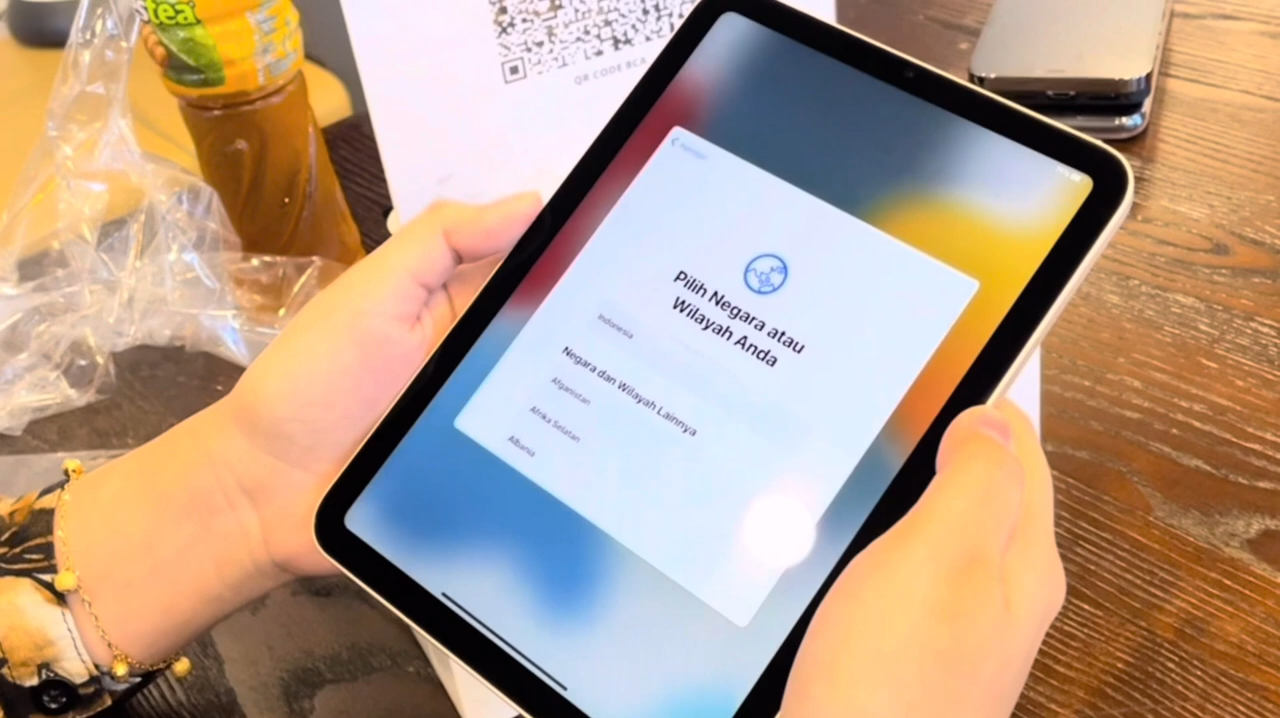 tea
QR CODE BCA
Pilih Negara atau
Wilayah Anda
Indonesia
Negara dan Wilayah Lainnya
Afganistan
Afrika Selatan
Albania